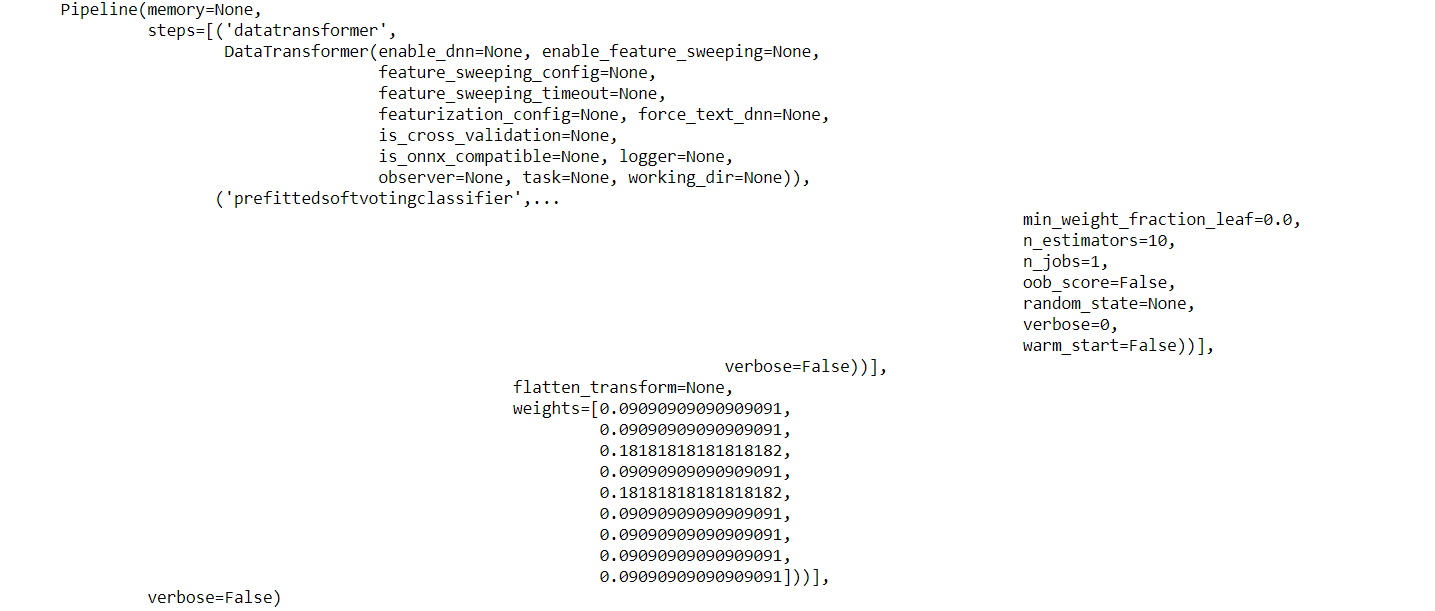 Pipeline(memory=None,
steps=[('datatransformer',
DataTransformer(enable_dnn=None, enable_feature_sweeping=None,
feature_sweeping_config=None,
feature_sweeping_timeout=None,
featurization_config=None, force_text_dnn=None,
is_cross_validation=None,
is_onnx_compatible=None, logger=None,
observer=None, task=None, working_dir=None)),
('prefittedsoftvotingclassifier',...
min_weight_fraction_leaf=0.0,
n_estimators=10,
n_jobs=1,
oob_score=False,
random_state=None,
verbose=0,
warm_start=False))],
verbose=False))],
flatten_transform=None,
weights=[0.09090909090909091,
0.09090909090909091,
0.18181818181818182,
0.09090909090909091,
0.18181818181818182,
0.09090909090909091,
0.09090909090909091,
0.09090909090909091,
0.09090909090909091]))],
verbose=False)